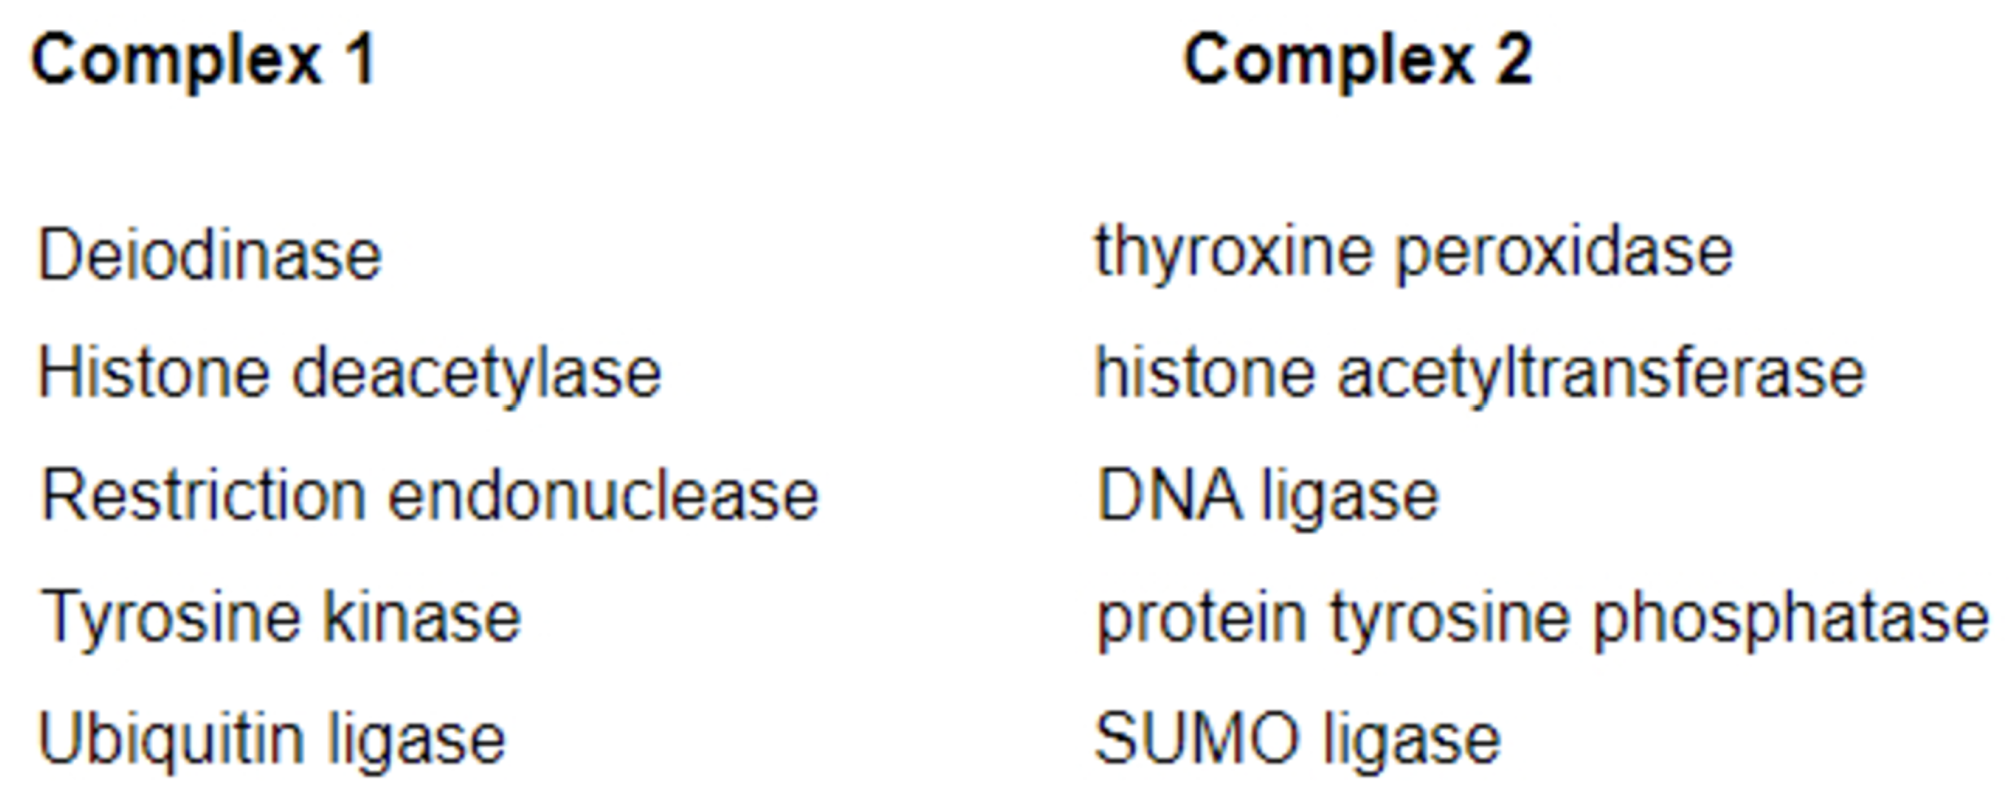 Complex 1 Complex 2
Deiodinase thyroxine peroxidase
Histone deacetylase histone acetyltransferase
Restriction endonuclease DNA ligase
Tyrosine kinase protein tyrosine phosphatase
Ubiquitin ligase SUMO ligase